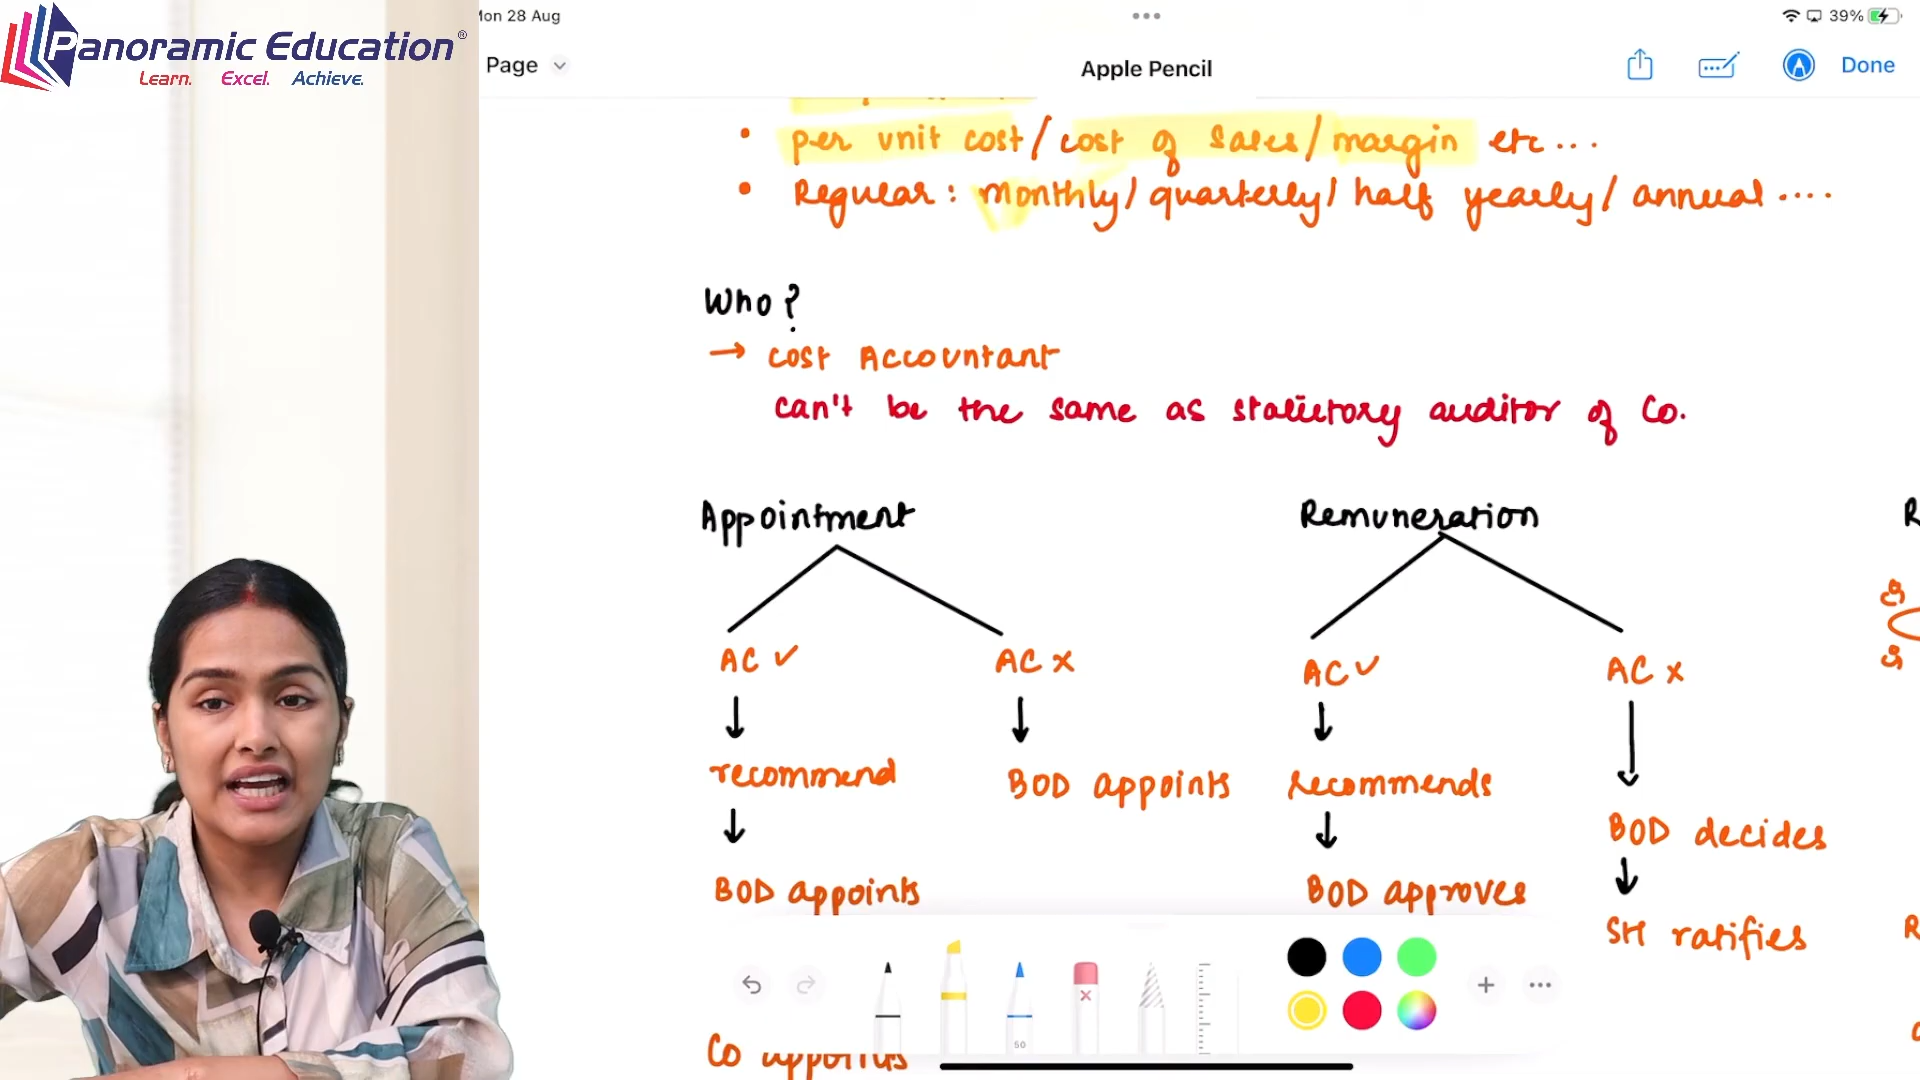 Panoramic Education®
Learn. Excel. Achieve.
Mon 28 Aug
39%
Page
Apple Pencil
Done
• per unit cost / cost of sales / margin etc...
• Regular: monthly / quarterly / half yearly / annual ....
Who?
→ Cost Accountant
can't be the same as statutory auditor of Co.
Appointment
Remuneration
AC ✓
AC x
AC ✓
AC x
recommend
BOD appoints
recommends
BOD decides
BOD appoints
BOD approves
SH ratifies
50
Co